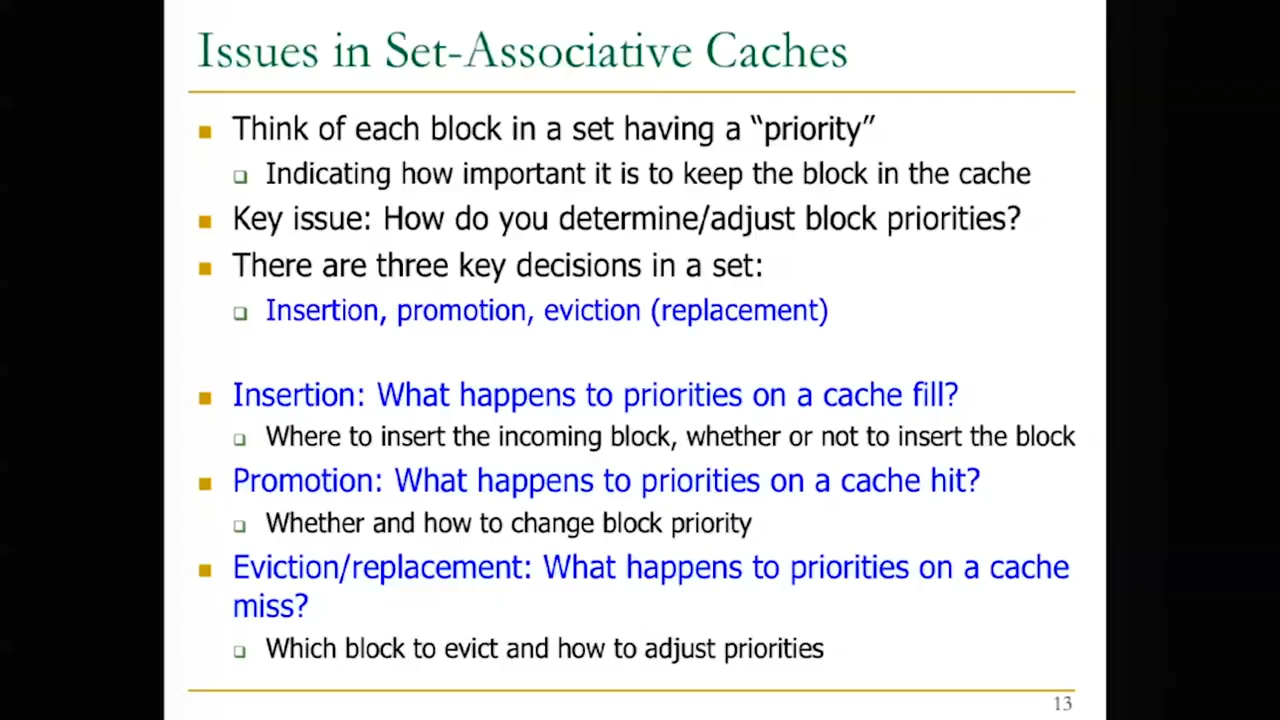 Issues in Set-Associative Caches
Think of each block in a set having a “priority”
Indicating how important it is to keep the block in the cache
Key issue: How do you determine/adjust block priorities?
There are three key decisions in a set:
Insertion, promotion, eviction (replacement)
Insertion: What happens to priorities on a cache fill?
Where to insert the incoming block, whether or not to insert the block
Promotion: What happens to priorities on a cache hit?
Whether and how to change block priority
Eviction/replacement: What happens to priorities on a cache
miss?
Which block to evict and how to adjust priorities
13